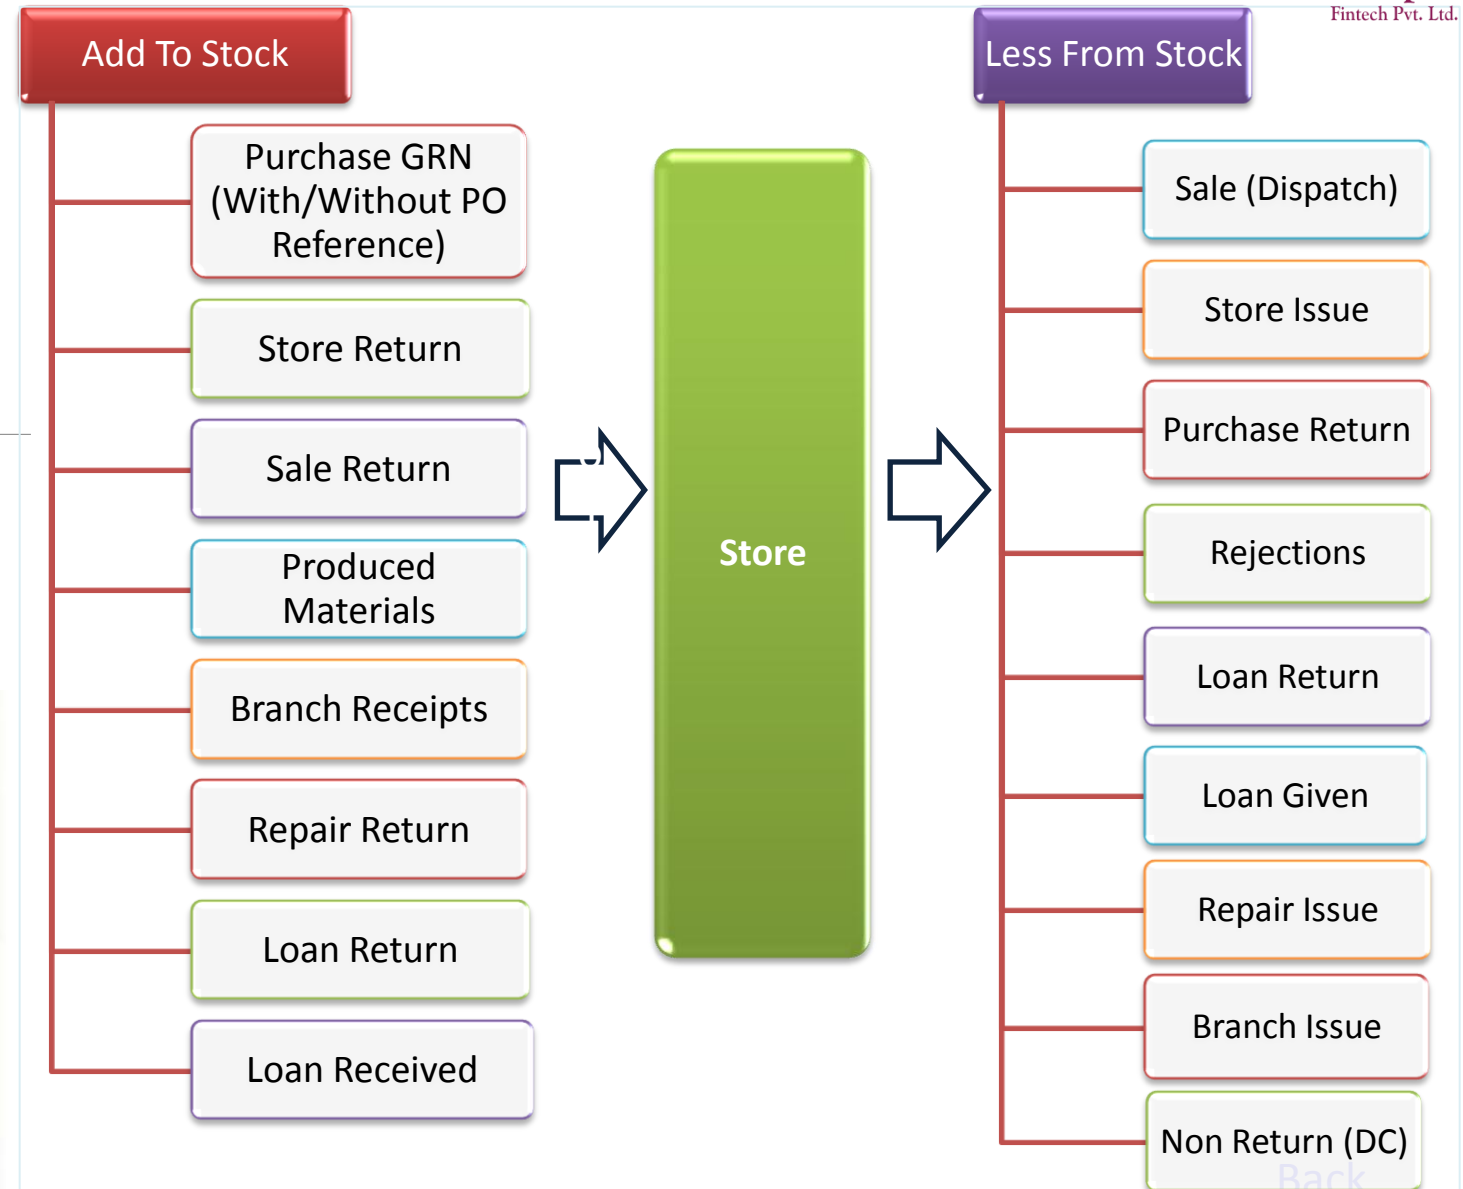 Fintech Pvt. Ltd.
Add To Stock
Purchase GRN
(With/Without PO
Reference)
Store Return
Sale Return
Produced
Materials
Branch Receipts
Repair Return
Loan Return
Loan Received
Store
Less From Stock
Sale (Dispatch)
Store Issue
Purchase Return
Rejections
Loan Return
Loan Given
Repair Issue
Branch Issue
Non Return (DC)
Back